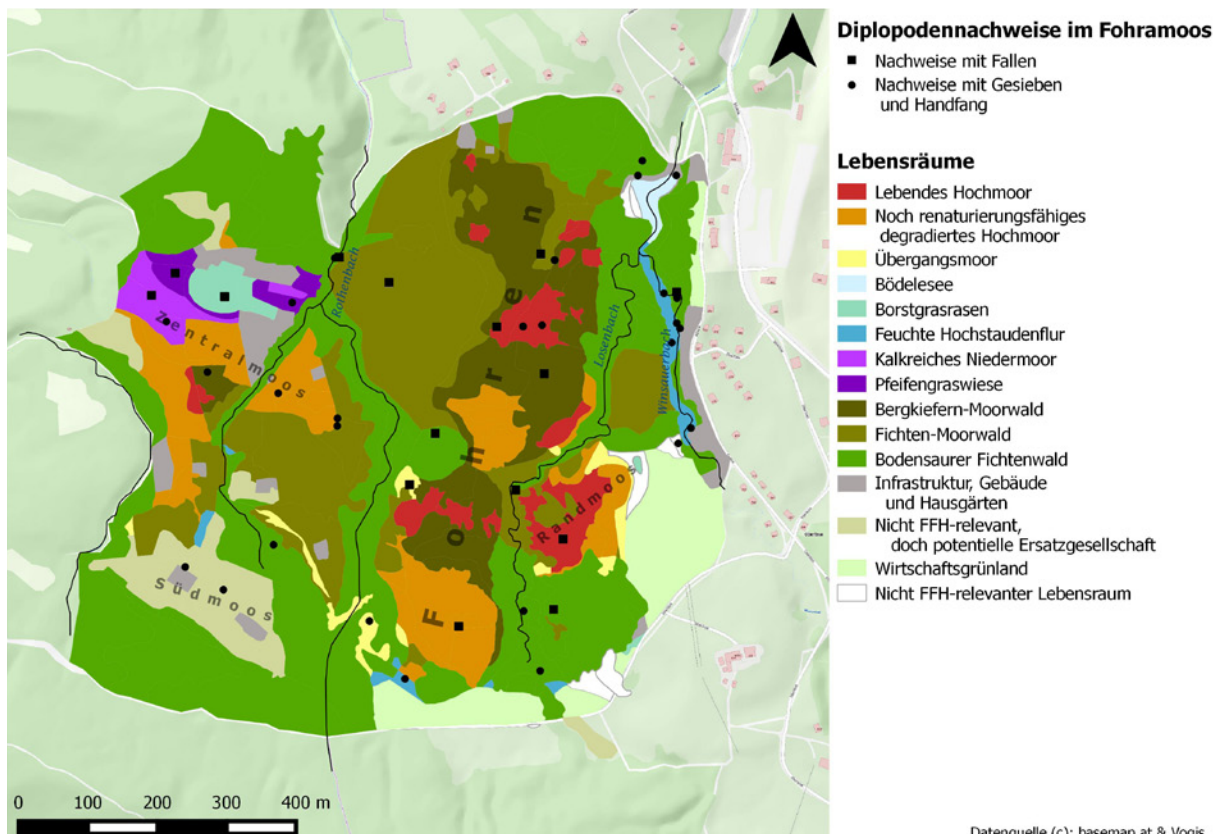 Diplopodennachweise im Fohramoos
Nachweise mit Fallen
Nachweise mit Gesieben
und Handfang
Lebensräume
Lebendes Hochmoor
Noch renaturierungsfähiges
degradiertes Hochmoor
Übergangsmoor
Bödelesee
Borstgrasrasen
Feuchte Hochstaudenflur
Kalkreiches Niedermoor
Pfeifengraswiese
Bergkiefern-Moorwald
Fichten-Moorwald
Bodensaurer Fichtenwald
Infrastruktur, Gebäude
und Hausgärten
Nicht FFH-relevant,
doch potentielle Ersatzgesellschaft
Wirtschaftsgrünland
Nicht FFH-relevanter Lebensraum
Rothenbach
Losenbach
Winsauerbach
Zentralmoos
Fohren
Randmoos
Südmoos
0 100 200 300 400 m
Datenquelle (c): basemap.at & Vogis